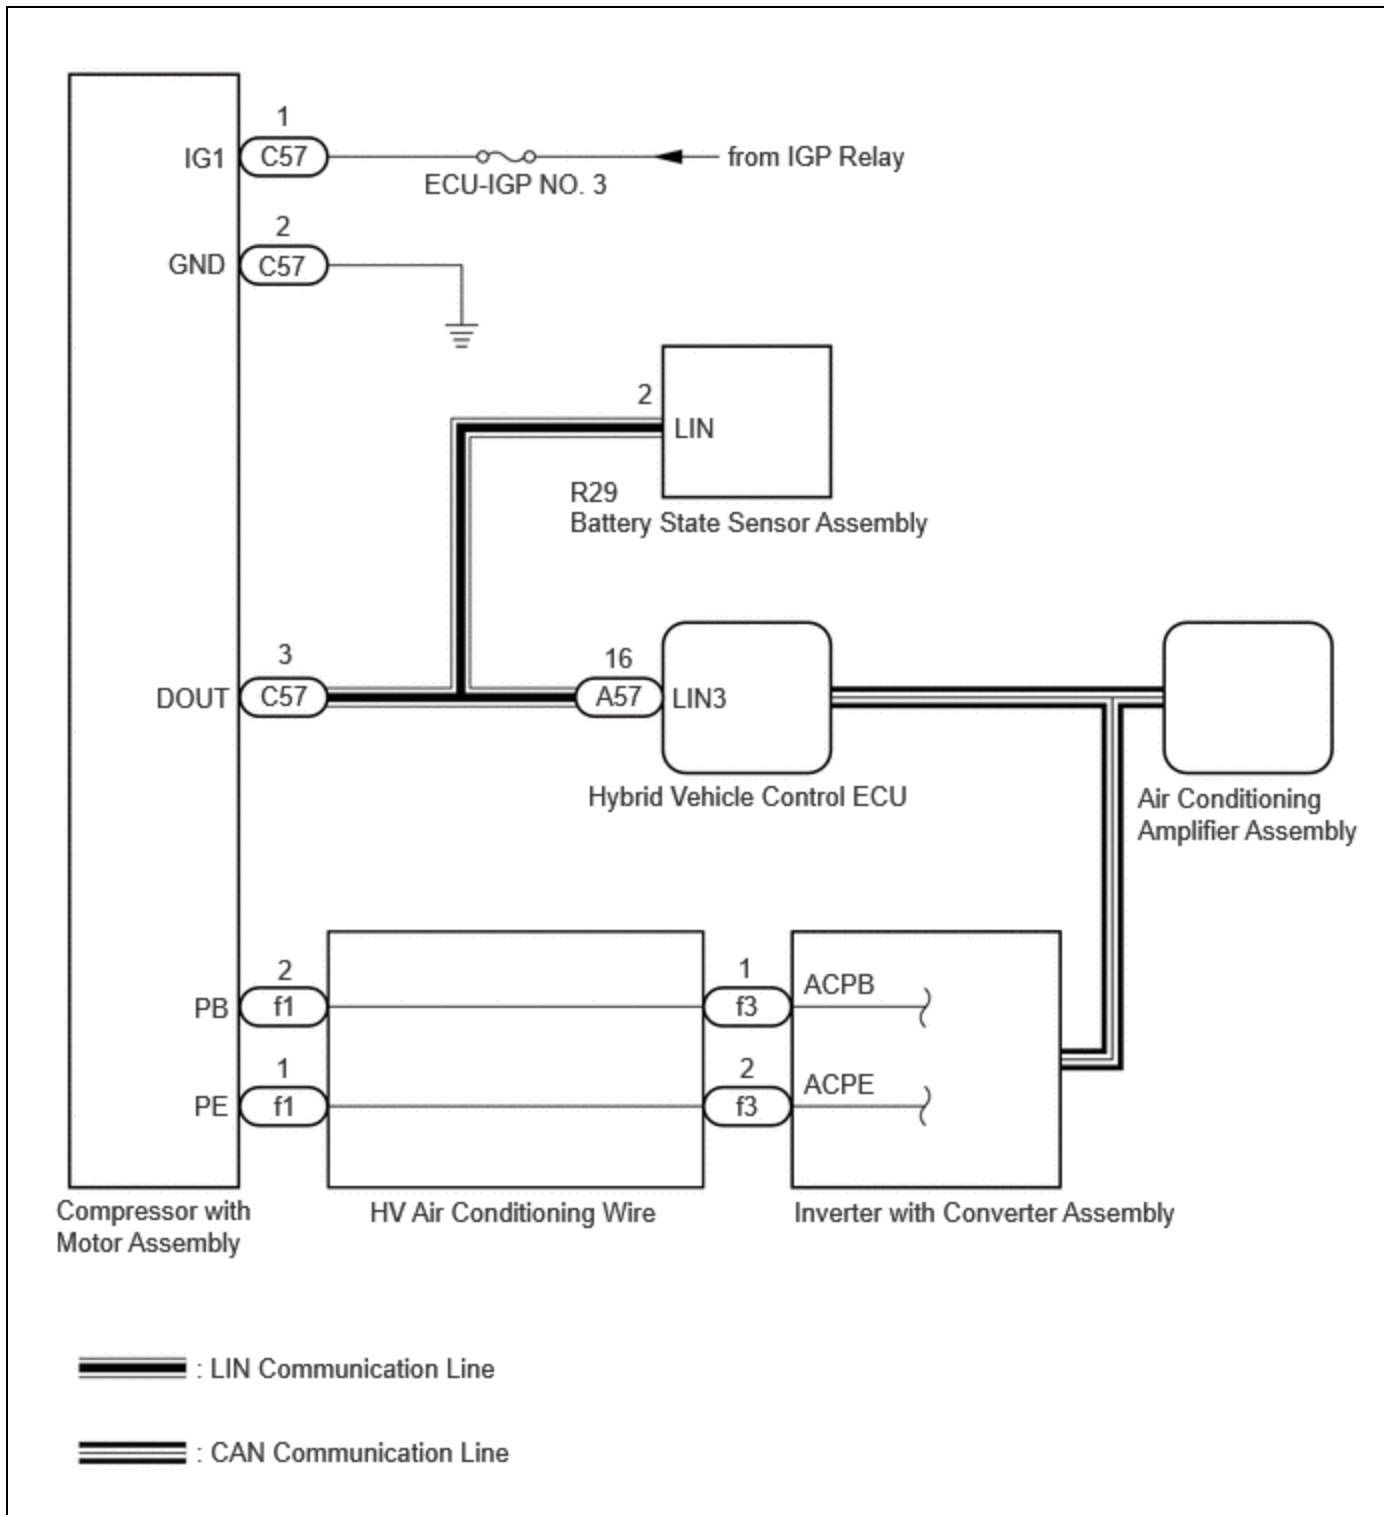 1
IG1
C57
from IGP Relay
ECU-IGP NO. 3
2
GND
C57
2
LIN
R29
Battery State Sensor Assembly
3
16
DOUT
C57
A57
LIN3
Hybrid Vehicle Control ECU
Air Conditioning
Amplifier Assembly
2
1
ACPB
PB
f1
f3
1
2
ACPE
PE
f1
f3
Compressor with
Motor Assembly
HV Air Conditioning Wire
Inverter with Converter Assembly
: LIN Communication Line
: CAN Communication Line